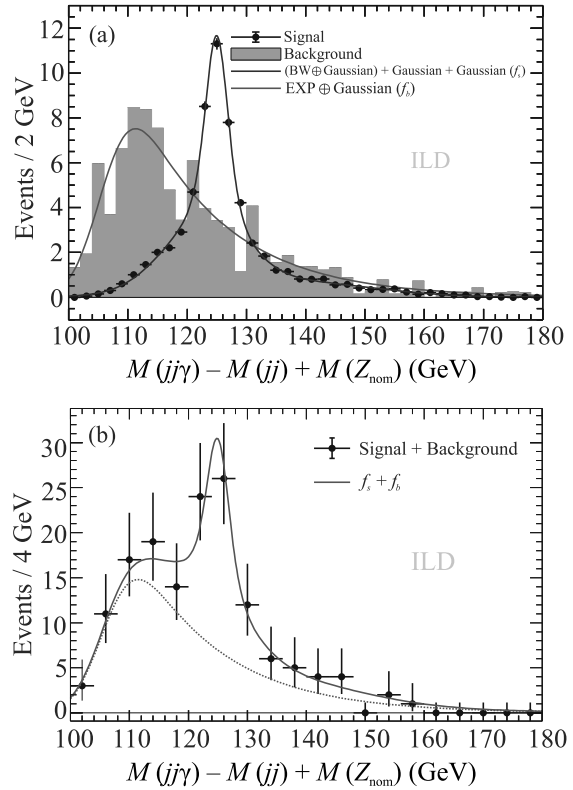 (a)
Signal
Background
(BW⊕Gaussian) + Gaussian + Gaussian (fₛ)
EXP ⊕ Gaussian (f_b)
ILD
Events / 2 GeV
12
10
8
6
4
2
0
100 110 120 130 140 150 160 170 180
M (jjγ) – M (jj) + M (Z_nom) (GeV)
(b)
Signal + Background
fₛ + f_b
ILD
Events / 4 GeV
30
25
20
15
10
5
0
100 110 120 130 140 150 160 170 180
M (jjγ) – M (jj) + M (Z_nom) (GeV)